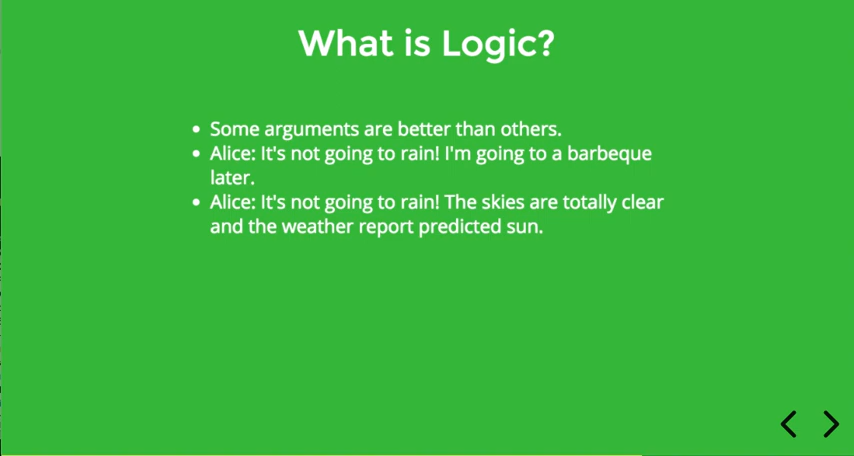 What is Logic?
• Some arguments are better than others.
• Alice: It's not going to rain! I'm going to a barbeque
later.
• Alice: It's not going to rain! The skies are totally clear
and the weather report predicted sun.